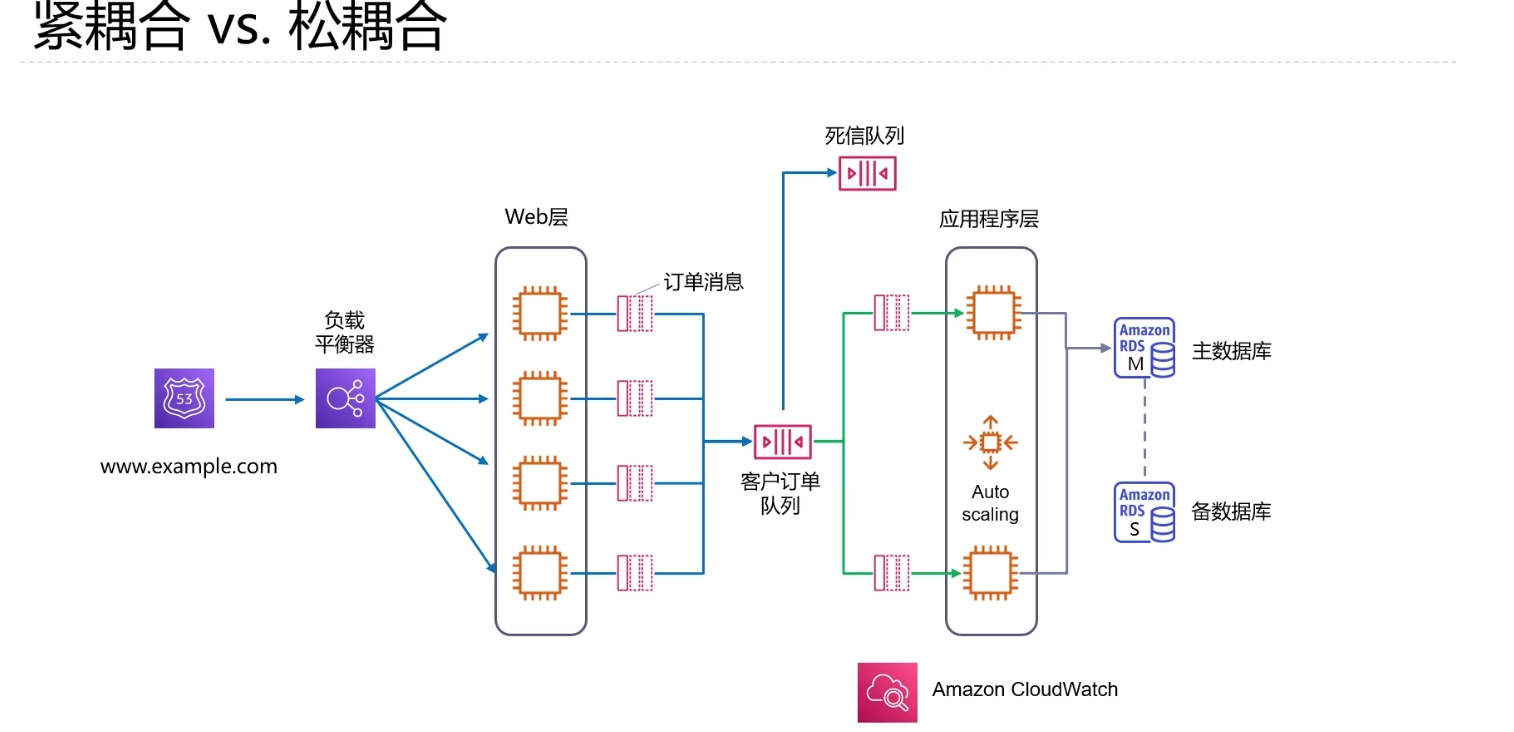 紧耦合 vs. 松耦合
死信队列
Web层
应用程序层
订单消息
负载
平衡器
53
www.example.com
客户订单
队列
Auto
scaling
Amazon
RDS
M
主数据库
Amazon
RDS
S
备数据库
Amazon CloudWatch